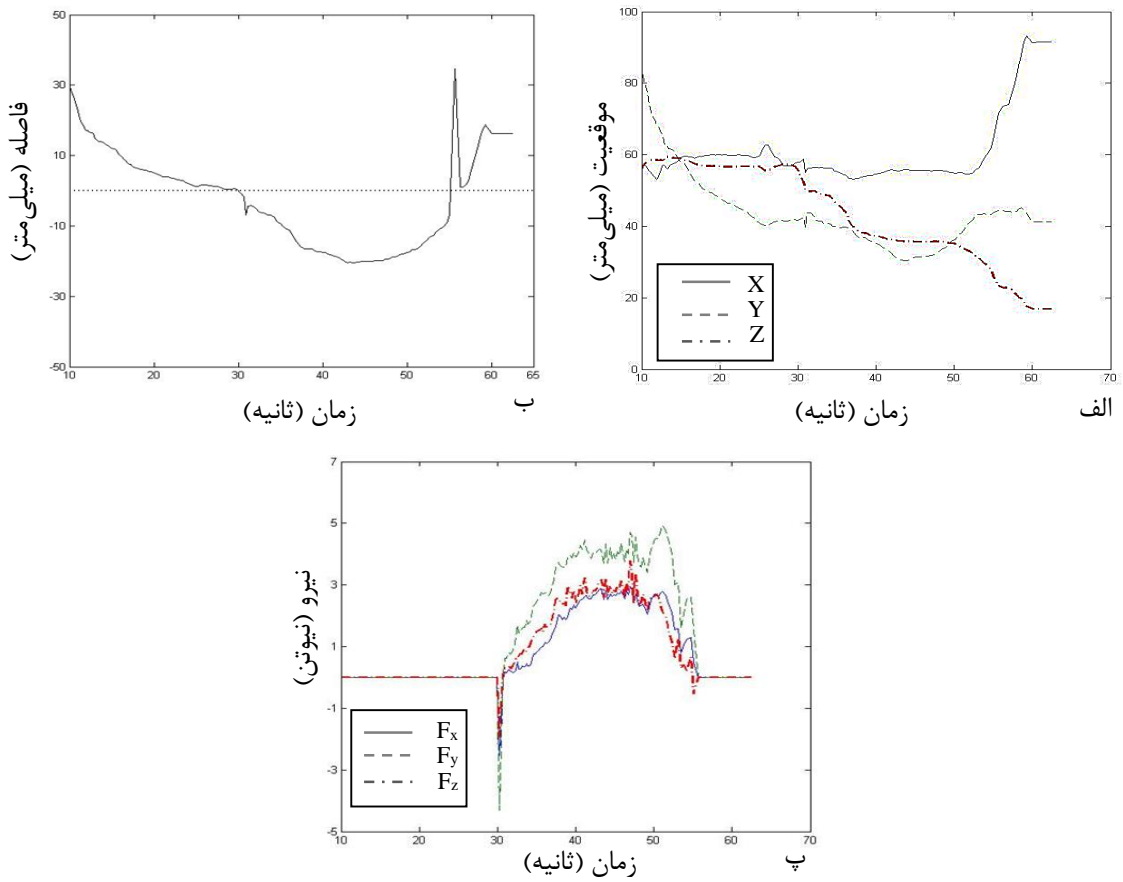 50
30
10
-10
-30
-50
10 20 30 40 50 60 65
فاصله (میلی‌متر)
زمان (ثانیه)
ب
100
80
60
40
20
0
10 20 30 40 50 60 70
موقعیت (میلی‌متر)
X
Y
Z
زمان (ثانیه)
الف
7
5
3
1
-1
-3
-5
10 20 30 40 50 60 70
نیرو (نیوتن)
Fx
Fy
Fz
زمان (ثانیه)
پ